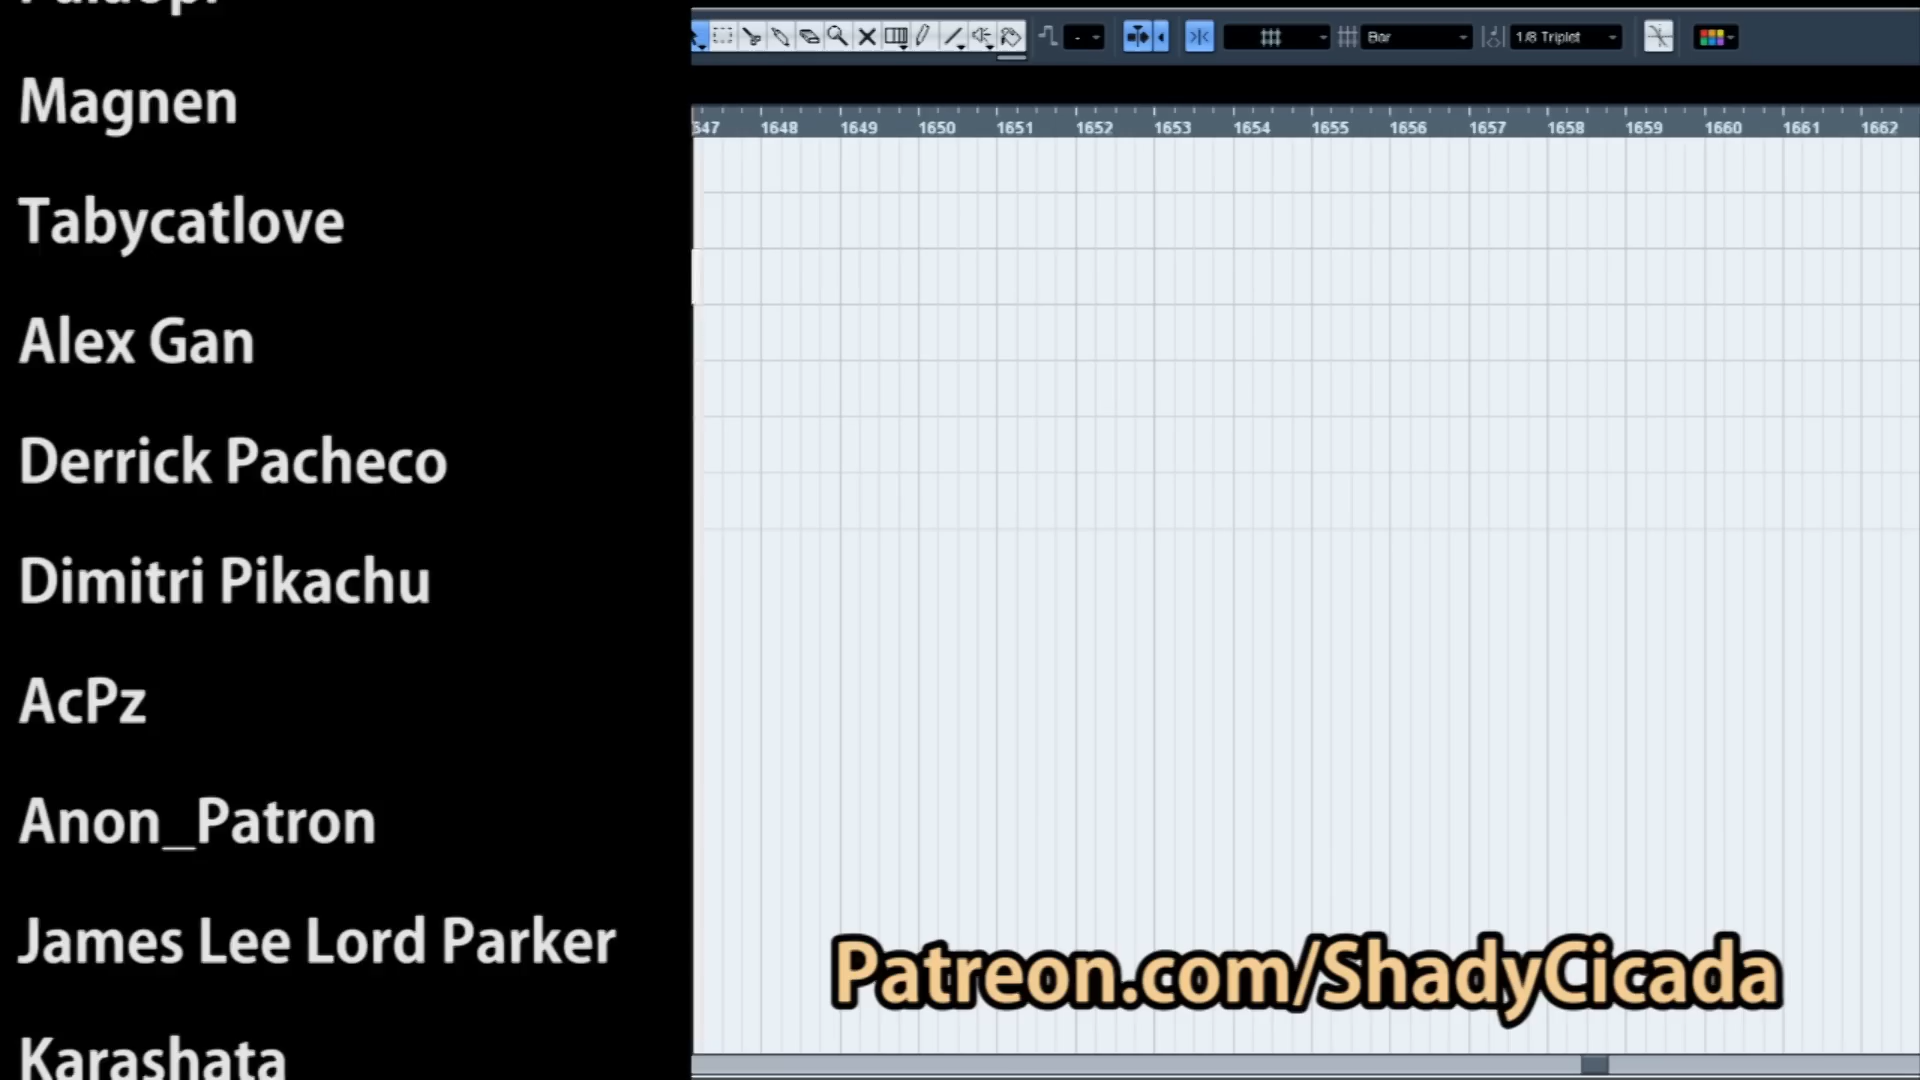 Magnen
Tabycatlove
Alex Gan
Derrick Pacheco
Dimitri Pikachu
AcPz
Anon_Patron
James Lee Lord Parker
Karashata
- Bar 1/8 Triplet
1648 1649 1650 1651 1652 1653 1654 1655 1656 1657 1658 1659 1660 1661 1662
Patreon.com/ShadyCicada